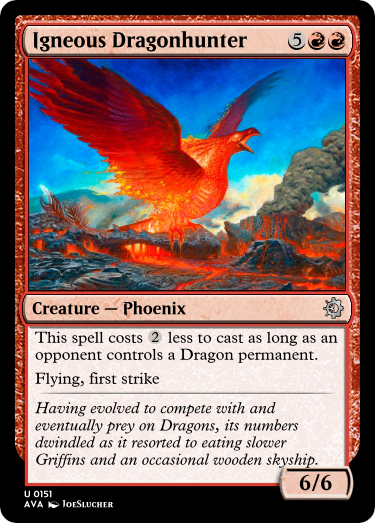 Igneous Dragonhunter 5
Creature — Phoenix
This spell costs 2 less to cast as long as an
opponent controls a Dragon permanent.
Flying, first strike
Having evolved to compete with and
eventually prey on Dragons, its numbers
dwindled as it resorted to eating slower
Griffins and an occasional wooden skyship.
6/6
U 0151
AVA JoeSlucher